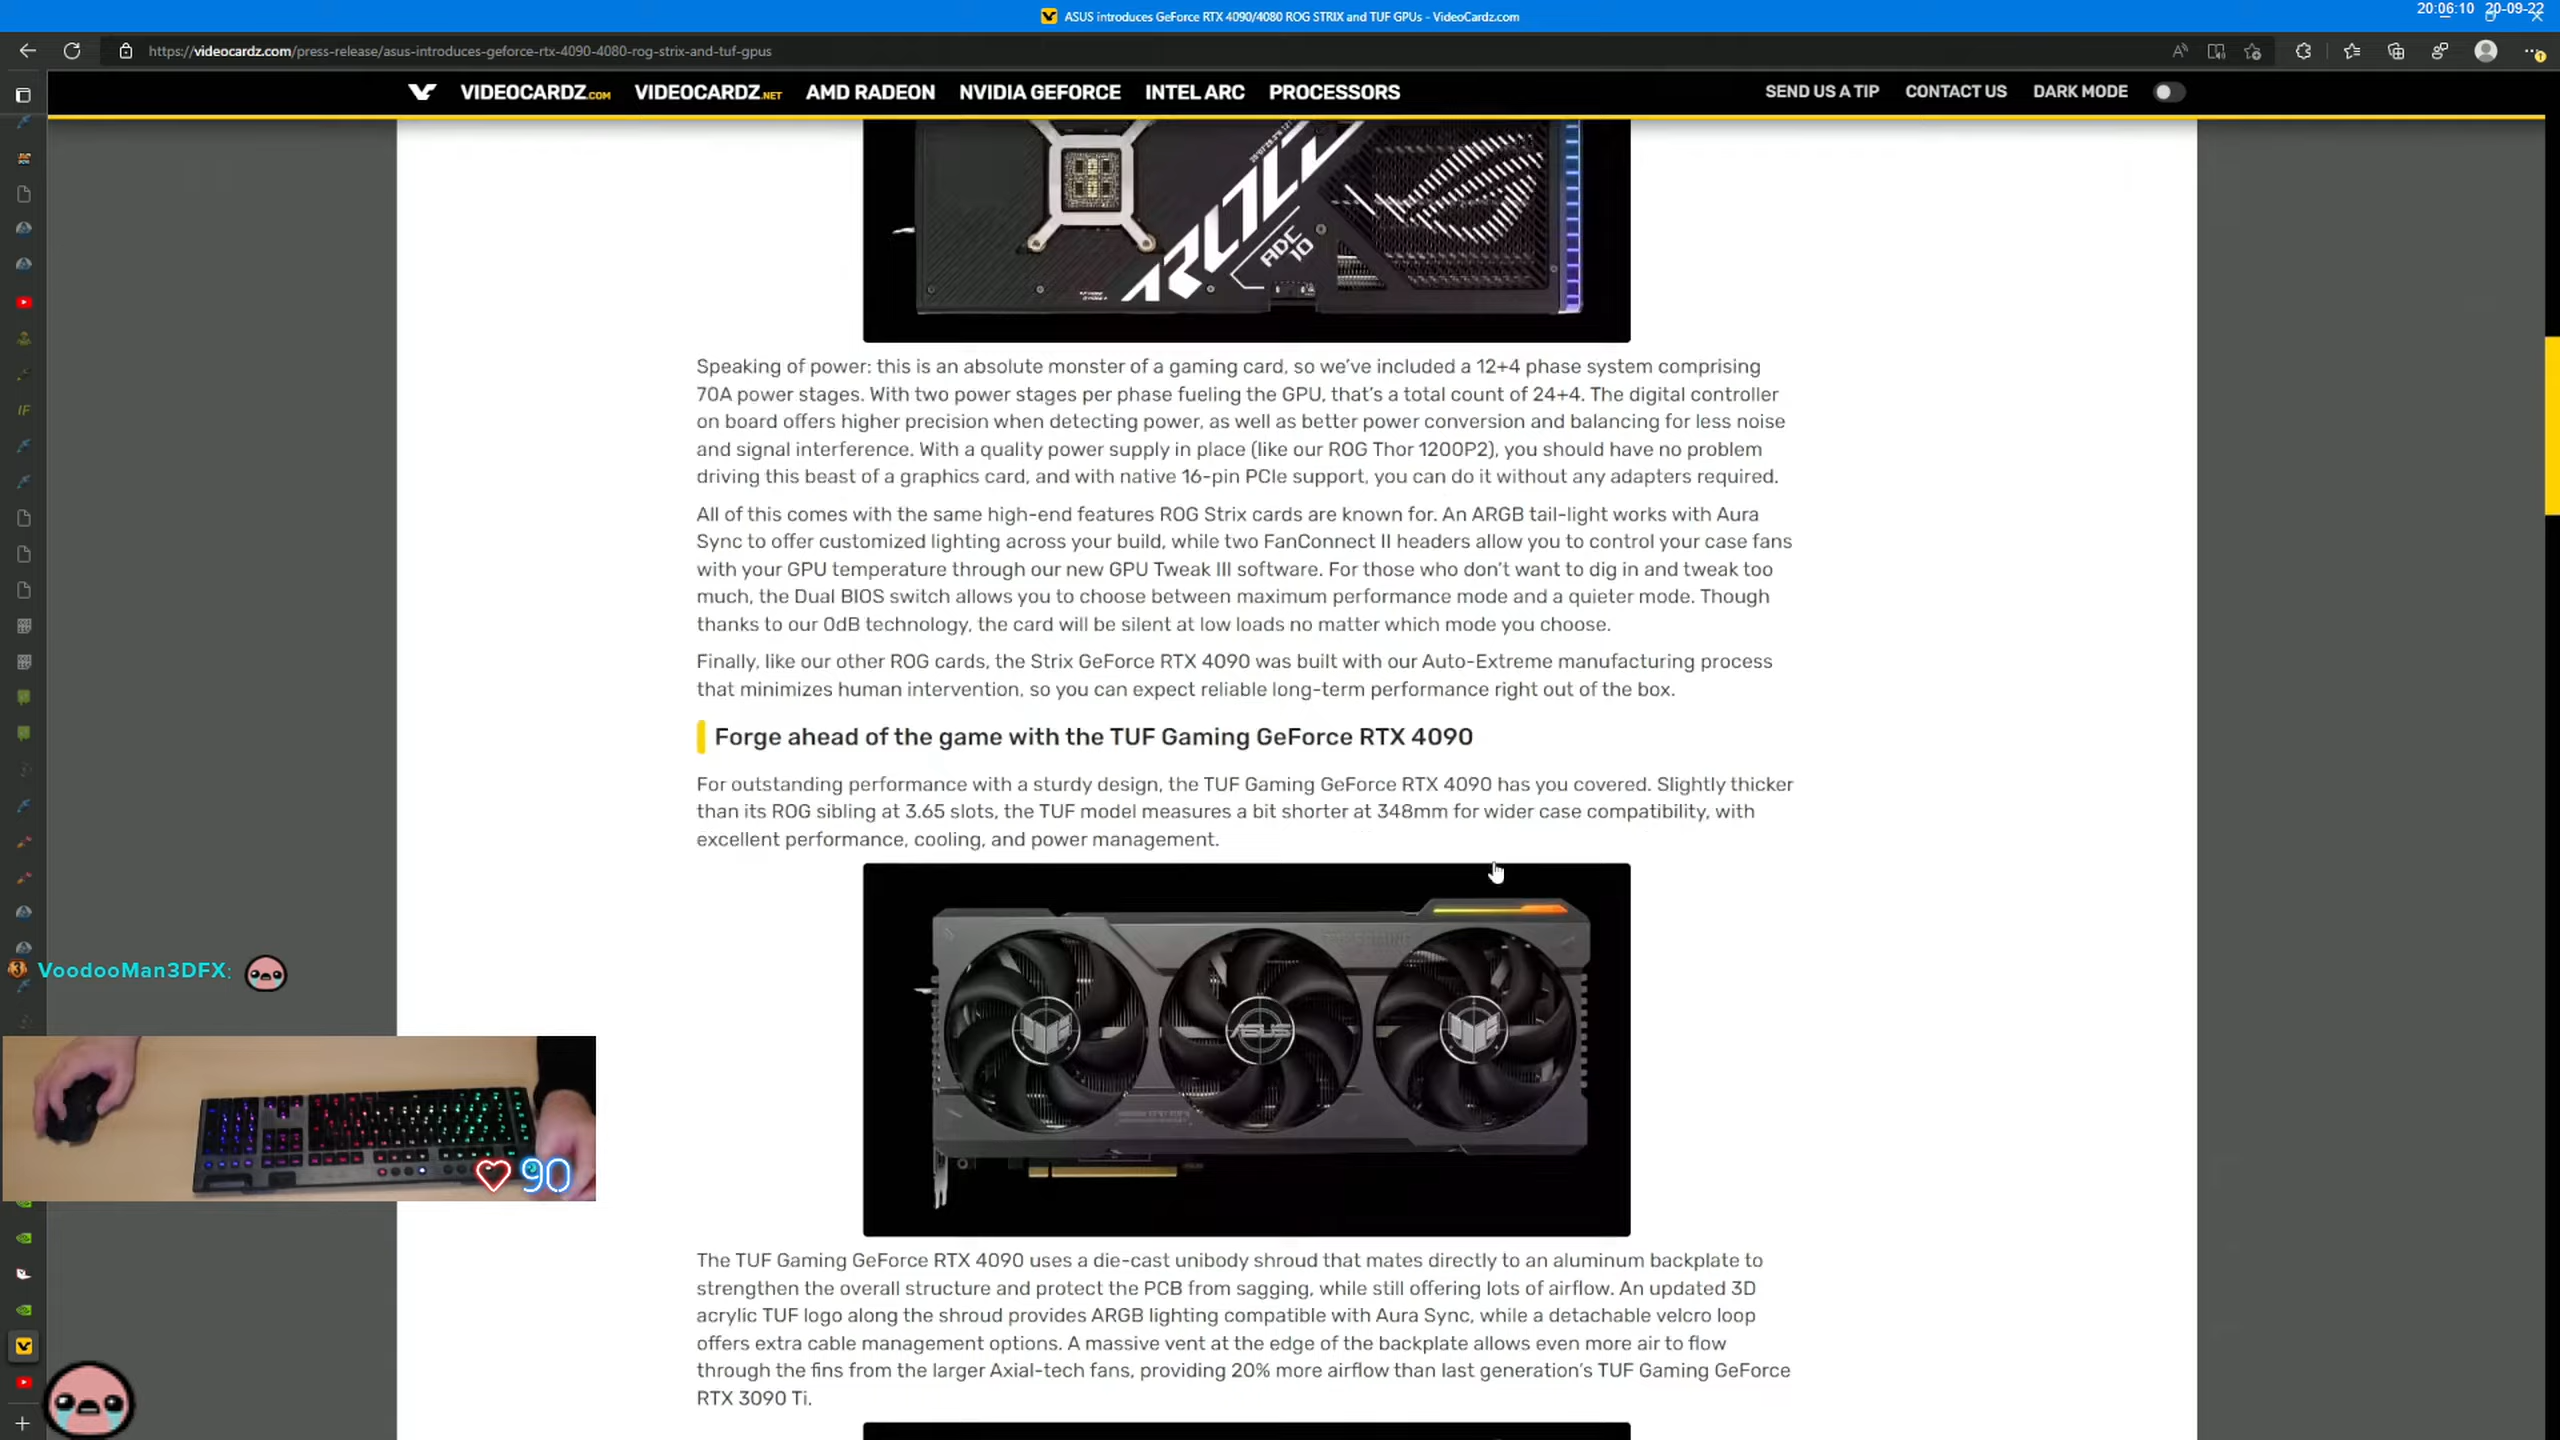 ASUS introduces GeForce RTX 4090/4080 ROG STRIX and TUF GPUs - VideoCardz.com
20:06:10 20-09-22
https://videocardz.com/press-release/asus-introduces-geforce-rtx-4090-4080-rog-strix-and-tuf-gpus
VIDEOCARDZ.COM VIDEOCARDZ.NET AMD RADEON NVIDIA GEFORCE INTEL ARC PROCESSORS SEND US A TIP CONTACT US DARK MODE
ADC
10
Speaking of power: this is an absolute monster of a gaming card, so we’ve included a 12+4 phase system comprising
70A power stages. With two power stages per phase fueling the GPU, that’s a total count of 24+4. The digital controller
on board offers higher precision when detecting power, as well as better power conversion and balancing for less noise
and signal interference. With a quality power supply in place (like our ROG Thor 1200P2), you should have no problem
driving this beast of a graphics card, and with native 16-pin PCIe support, you can do it without any adapters required.
All of this comes with the same high-end features ROG Strix cards are known for. An ARGB tail-light works with Aura
Sync to offer customized lighting across your build, while two FanConnect II headers allow you to control your case fans
with your GPU temperature through our new GPU Tweak III software. For those who don’t want to dig in and tweak too
much, the Dual BIOS switch allows you to choose between maximum performance mode and a quieter mode. Though
thanks to our 0dB technology, the card will be silent at low loads no matter which mode you choose.
Finally, like our other ROG cards, the Strix GeForce RTX 4090 was built with our Auto-Extreme manufacturing process
that minimizes human intervention, so you can expect reliable long-term performance right out of the box.
Forge ahead of the game with the TUF Gaming GeForce RTX 4090
For outstanding performance with a sturdy design, the TUF Gaming GeForce RTX 4090 has you covered. Slightly thicker
than its ROG sibling at 3.65 slots, the TUF model measures a bit shorter at 348mm for wider case compatibility, with
excellent performance, cooling, and power management.
ASUS
VoodooMan3DFX:
90
IF
The TUF Gaming GeForce RTX 4090 uses a die-cast unibody shroud that mates directly to an aluminum backplate to
strengthen the overall structure and protect the PCB from sagging, while still offering lots of airflow. An updated 3D
acrylic TUF logo along the shroud provides ARGB lighting compatible with Aura Sync, while a detachable velcro loop
offers extra cable management options. A massive vent at the edge of the backplate allows even more air to flow
through the fins from the larger Axial-tech fans, providing 20% more airflow than last generation’s TUF Gaming GeForce
RTX 3090 Ti.